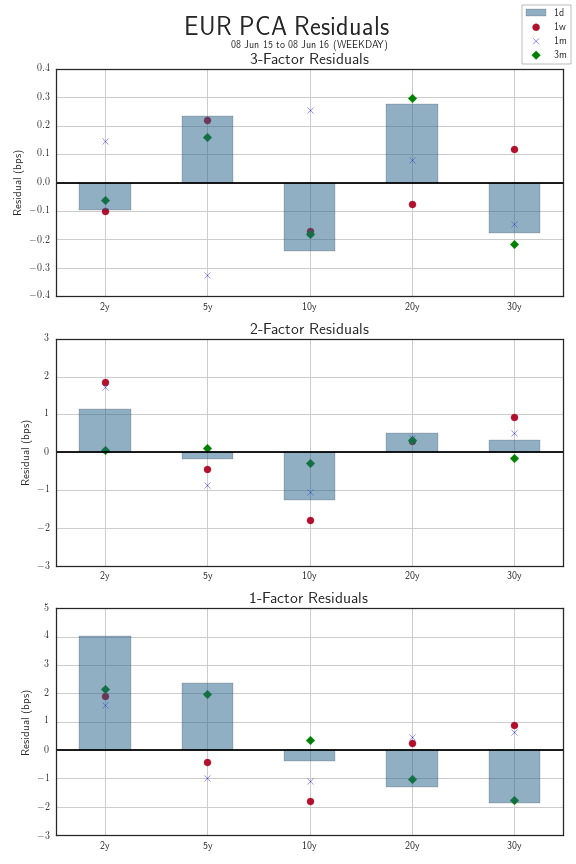 EUR PCA Residuals
08 Jun 15 to 08 Jun 16 (WEEKDAY)
1d
1w
1m
3m
3-Factor Residuals
Residual (bps)
0.4
0.3
0.2
0.1
0.0
−0.1
−0.2
−0.3
−0.4
2y 5y 10y 20y 30y
2-Factor Residuals
Residual (bps)
3
2
1
0
−1
−2
−3
2y 5y 10y 20y 30y
1-Factor Residuals
Residual (bps)
5
4
3
2
1
0
−1
−2
−3
2y 5y 10y 20y 30y